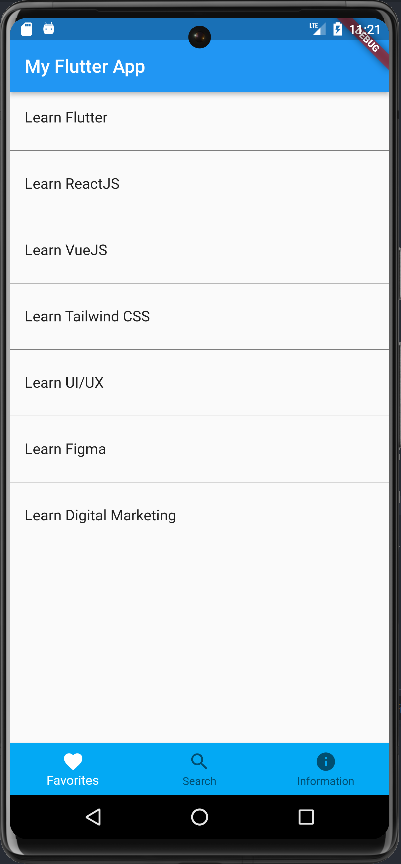 LTE
11:21
DEBUG
My Flutter App
Learn Flutter
Learn ReactJS
Learn VueJS
Learn Tailwind CSS
Learn UI/UX
Learn Figma
Learn Digital Marketing
Favorites
Search
Information